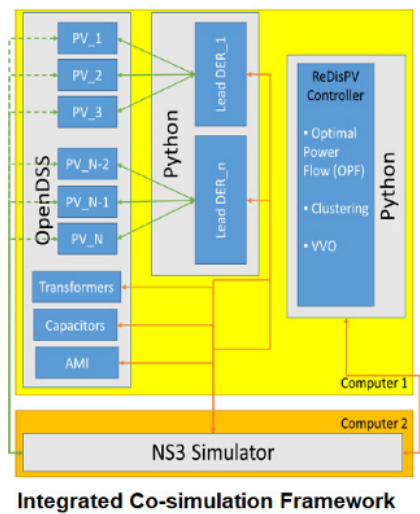 PV_1
PV_2
PV_3
PV_N-2
PV_N-1
PV_N
OpenDSS
Transformers
Capacitors
AMI
Python
Lead DER_1
Lead DER_n
ReDisPV
Controller
▪ Optimal
Power
Flow (OPF)
▪ Clustering
▪ VVO
Python
Computer 1
Computer 2
NS3 Simulator
Integrated Co-simulation Framework